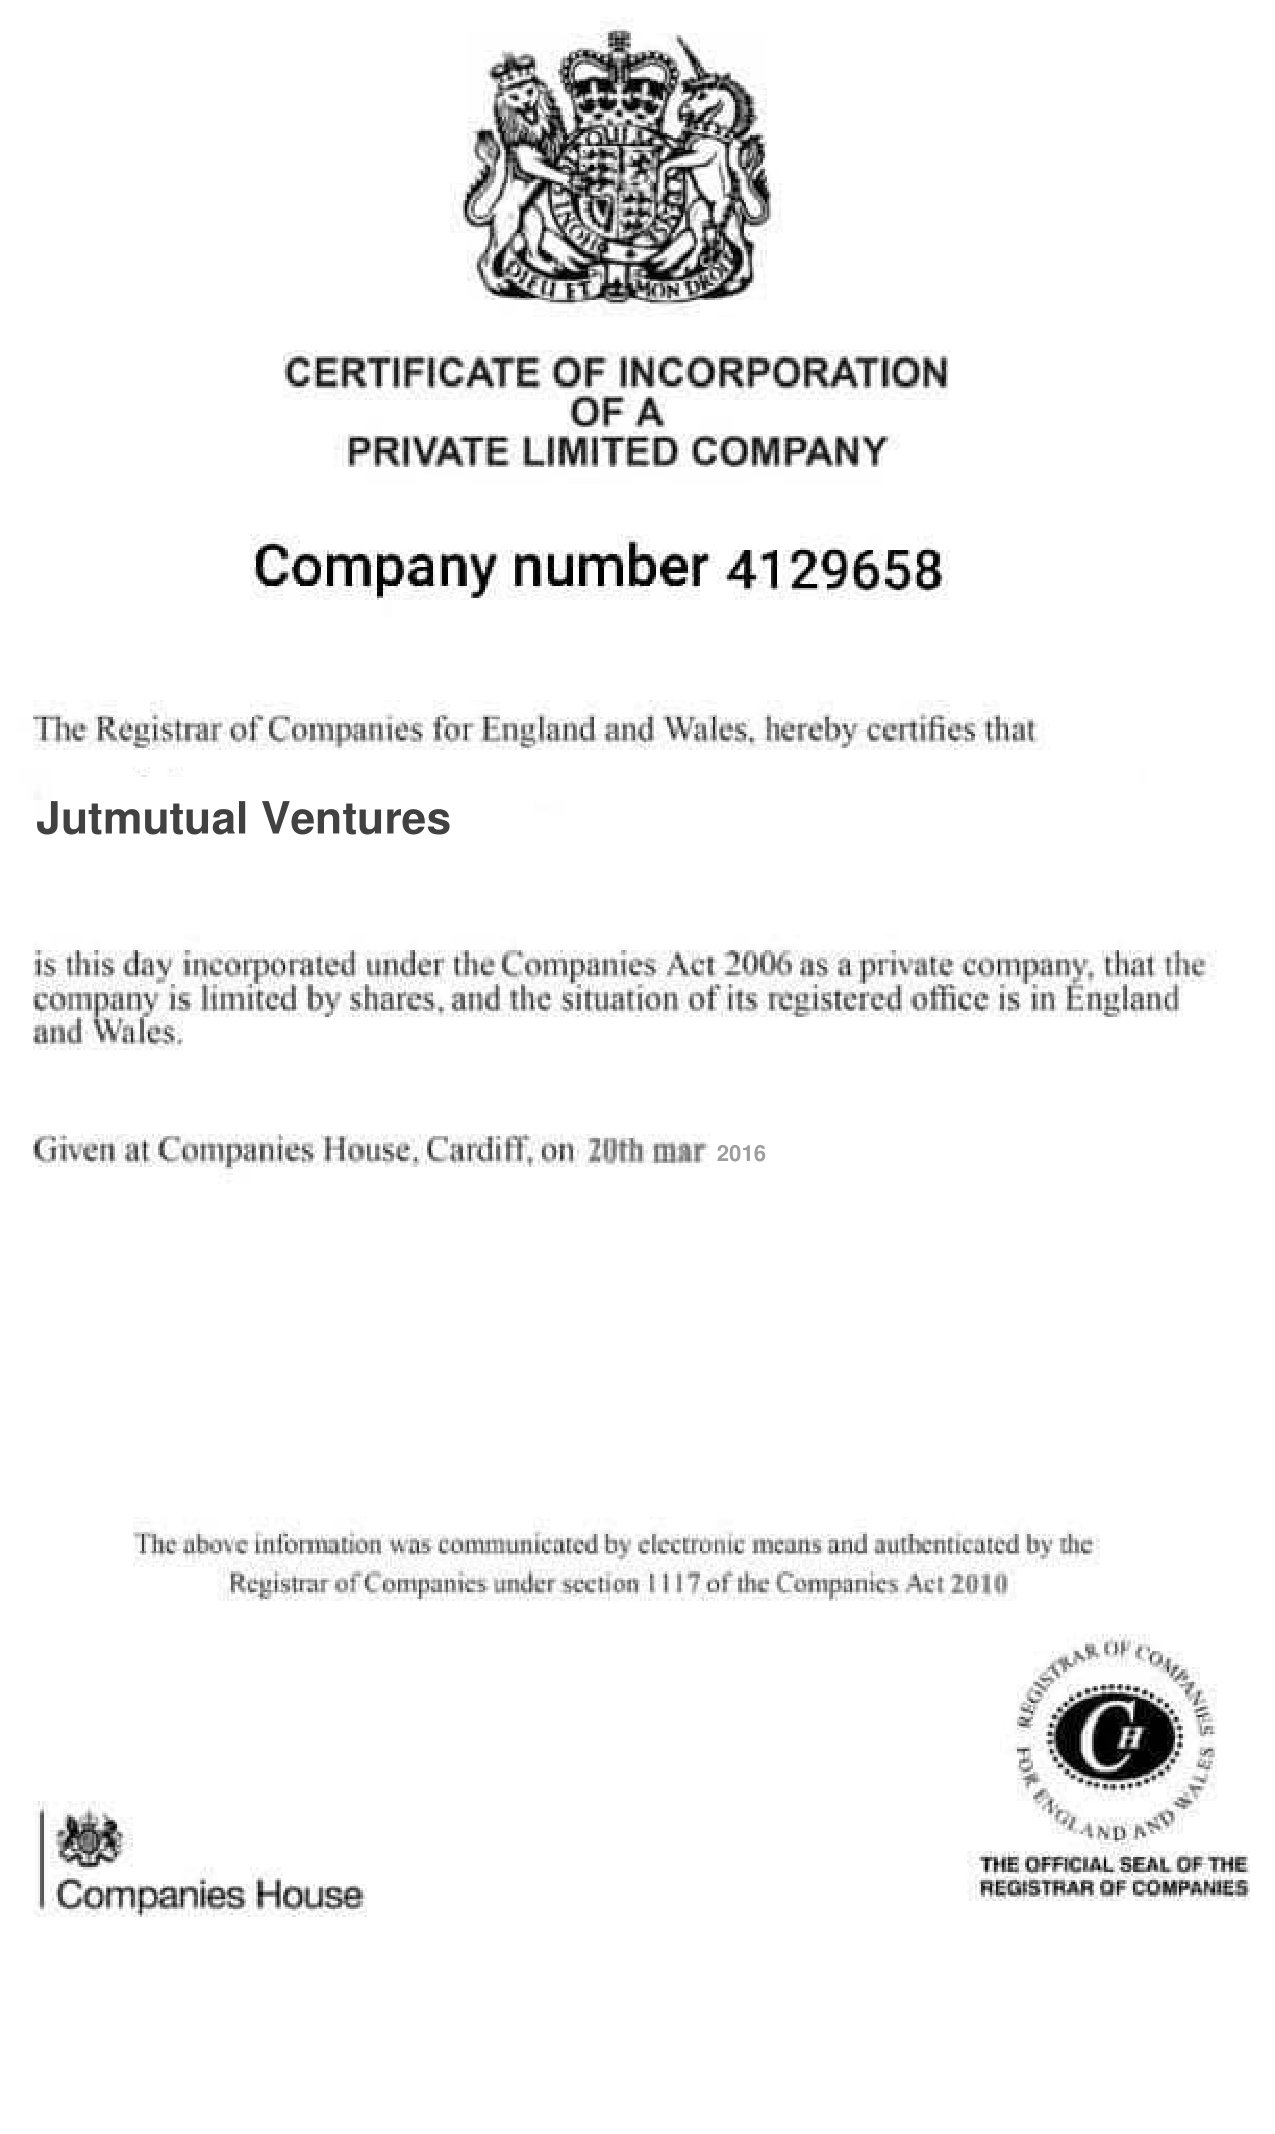 DIEU ET MON DROIT
CERTIFICATE OF INCORPORATION
OF A
PRIVATE LIMITED COMPANY
Company number 4129658
The Registrar of Companies for England and Wales, hereby certifies that
Jutmutual Ventures
is this day incorporated under the Companies Act 2006 as a private company, that the
company is limited by shares, and the situation of its registered office is in England
and Wales.
Given at Companies House, Cardiff, on 20th mar 2016
The above information was communicated by electronic means and authenticated by the
Registrar of Companies under section 1117 of the Companies Act 2010
REGISTRAR OF COMPANIES
FOR ENGLAND AND WALES
CH
THE OFFICIAL SEAL OF THE
REGISTRAR OF COMPANIES
Companies House